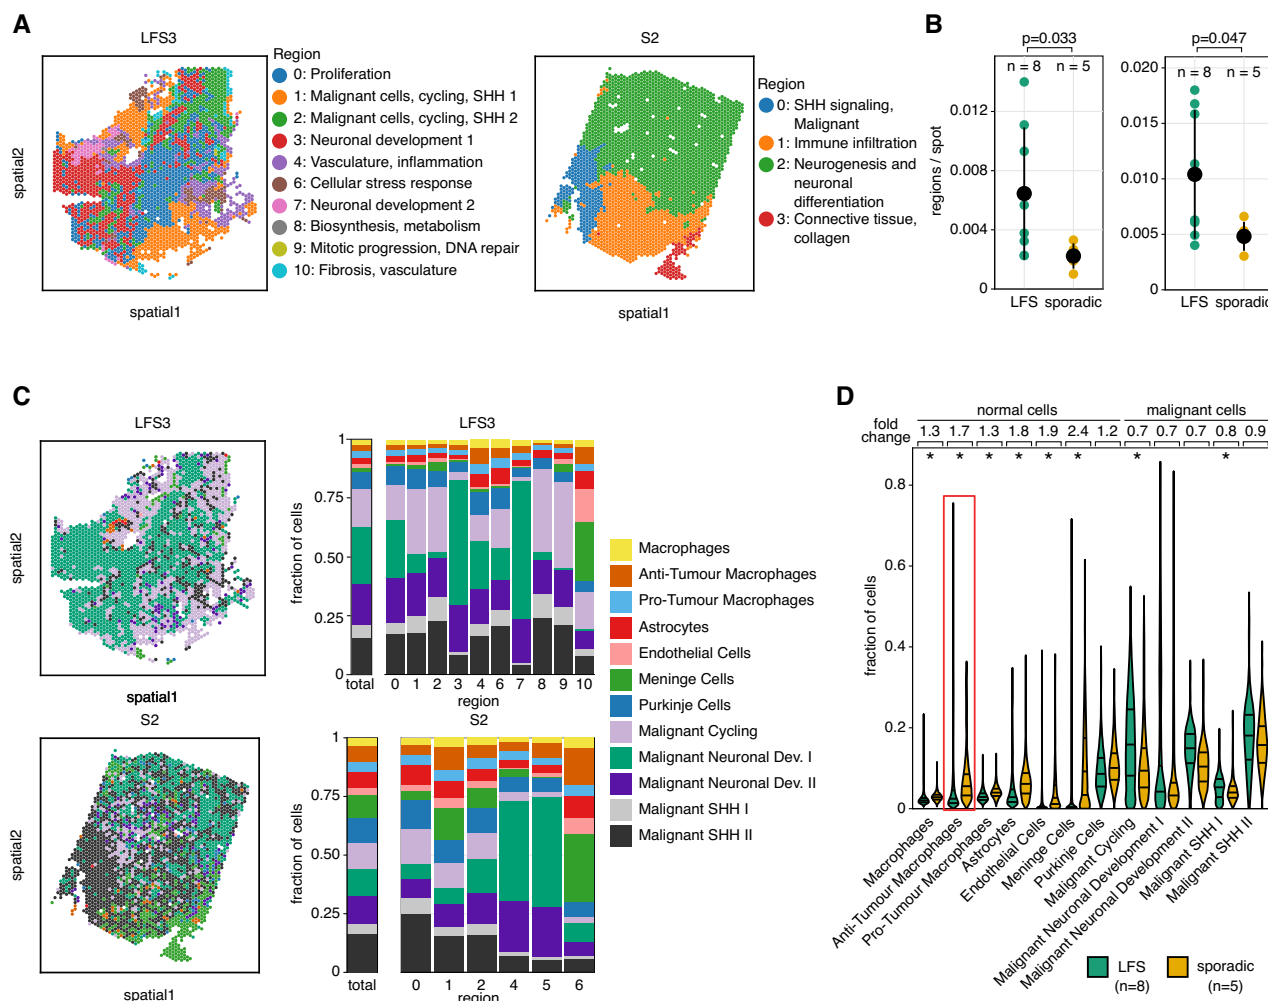 A
LFS3
spatial2
spatial1
Region
0: Proliferation
1: Malignant cells, cycling, SHH 1
2: Malignant cells, cycling, SHH 2
3: Neuronal development 1
4: Vasculature, inflammation
6: Cellular stress response
7: Neuronal development 2
8: Biosynthesis, metabolism
9: Mitotic progression, DNA repair
10: Fibrosis, vasculature
S2
spatial1
Region
0: SHH signaling,
Malignant
1: Immune infiltration
2: Neurogenesis and
neuronal
differentiation
3: Connective tissue,
collagen
B
p=0.033
n = 8 n = 5
regions / spot
0.012
0.008
0.004
0
LFS sporadic
p=0.047
n = 8 n = 5
0.020
0.015
0.010
0.005
0
LFS sporadic
C
LFS3
spatial2
spatial1
LFS3
fraction of cells
1
0.75
0.50
0.25
0
total 0 1 2 3 4 6 7 8 9 10
region
S2
spatial2
spatial1
S2
fraction of cells
1
0.75
0.50
0.25
0
total 0 1 2 4 5 6
region
Macrophages
Anti-Tumour Macrophages
Pro-Tumour Macrophages
Astrocytes
Endothelial Cells
Meninge Cells
Purkinje Cells
Malignant Cycling
Malignant Neuronal Dev. I
Malignant Neuronal Dev. II
Malignant SHH I
Malignant SHH II
D
normal cells malignant cells
fold
change
1.3 1.7 1.3 1.8 1.9 2.4 1.2 0.7 0.7 0.7 0.8 0.9
* * * * * * * *
fraction of cells
0.8
0.6
0.4
0.2
0
Macrophages
Anti-Tumour Macrophages
Pro-Tumour Macrophages
Astrocytes
Endothelial Cells
Meninge Cells
Purkinje Cells
Malignant Cycling
Malignant Neuronal Development I
Malignant Neuronal Development II
Malignant SHH I
Malignant SHH II
LFS
(n=8)
sporadic
(n=5)